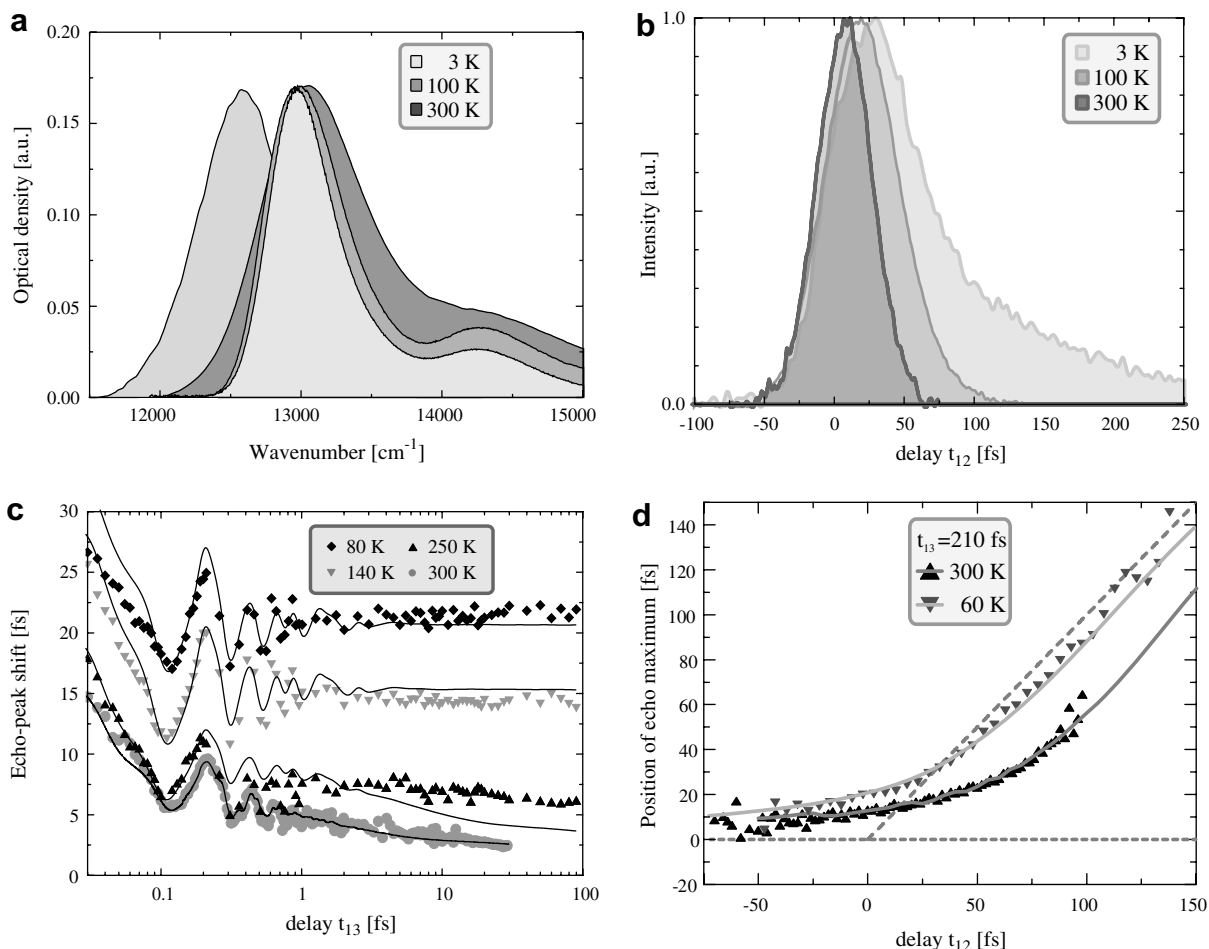 a
0.20
0.15
0.10
0.05
0.00
Optical density [a.u.]
3 K
100 K
300 K
12000 13000 14000 15000
Wavenumber [cm⁻¹]
b
1.0
0.0
Intensity [a.u.]
3 K
100 K
300 K
-100 -50 0 50 100 150 200 250
delay t₁₂ [fs]
c
30
25
20
15
10
5
0
Echo-peak shift [fs]
80 K 250 K
140 K 300 K
0.1 1 10 100
delay t₁₃ [fs]
d
140
120
100
80
60
40
20
0
-20
Position of echo maximum [fs]
t₁₃=210 fs
300 K
60 K
-50 0 50 100 150
delay t₁₂ [fs]